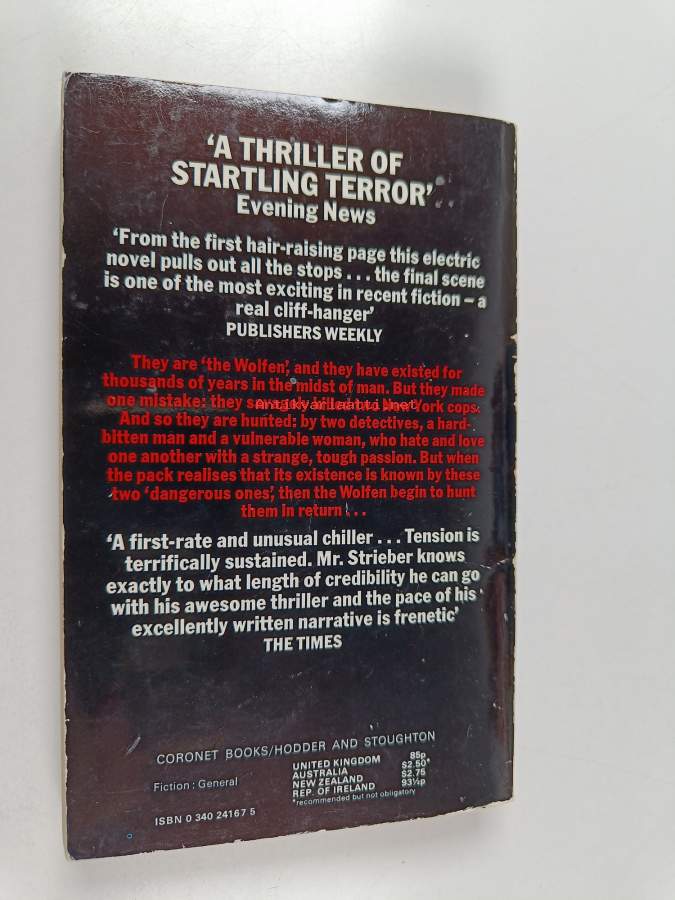 ‘A THRILLER OF
STARTLING TERROR’
Evening News
‘From the first hair-raising page this electric
novel pulls out all the stops . . . the final scene
is one of the most exciting in recent fiction – a
real cliff-hanger’
PUBLISHERS WEEKLY
They are ‘the Wolfen’, and they have existed for
thousands of years in the midst of man. But they made
one mistake: they savagely killed two New York cops.
And so they are hunted: by two detectives, a hard-
bitten man and a vulnerable woman, who hate and love
one another with a strange, tough passion. But when
the pack realises that its existence is known by these
two ‘dangerous ones’, then the Wolfen begin to hunt
them in return . . .
‘A first-rate and unusual chiller . . . Tension is
terrifically sustained. Mr. Strieber knows
exactly to what length of credibility he can go
with his awesome thriller and the pace of his
excellently written narrative is frenetic’
THE TIMES
CORONET BOOKS/HODDER AND STOUGHTON
Fiction : General
UNITED KINGDOM 85p
AUSTRALIA $2.50*
NEW ZEALAND $2.75
REP. OF IRELAND 93½p
*recommended but not obligatory
ISBN 0 340 24167 5